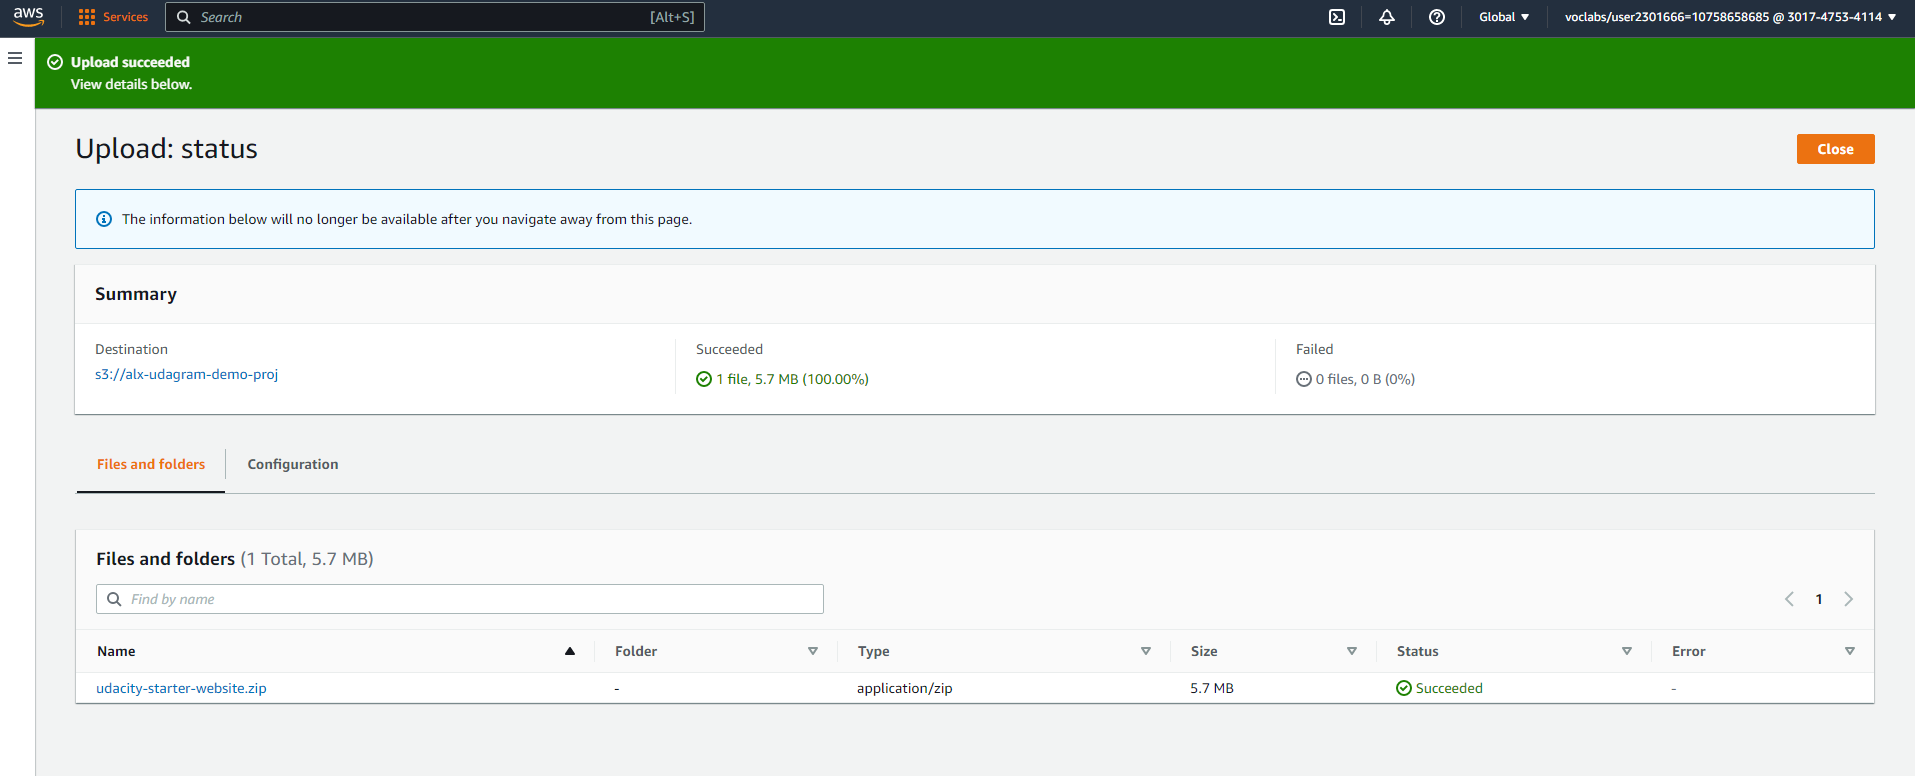 aws
Services
Search
[Alt+S]
Global
voclabs/user2301666=10758658685 @ 3017-4753-4114
Upload succeeded
View details below.
Upload: status
Close
The information below will no longer be available after you navigate away from this page.
Summary
Destination
s3://alx-udagram-demo-proj
Succeeded
1 file, 5.7 MB (100.00%)
Failed
0 files, 0 B (0%)
Files and folders
Configuration
Files and folders (1 Total, 5.7 MB)
Find by name
1
Name Folder Type Size Status Error
udacity-starter-website.zip - application/zip 5.7 MB Succeeded -